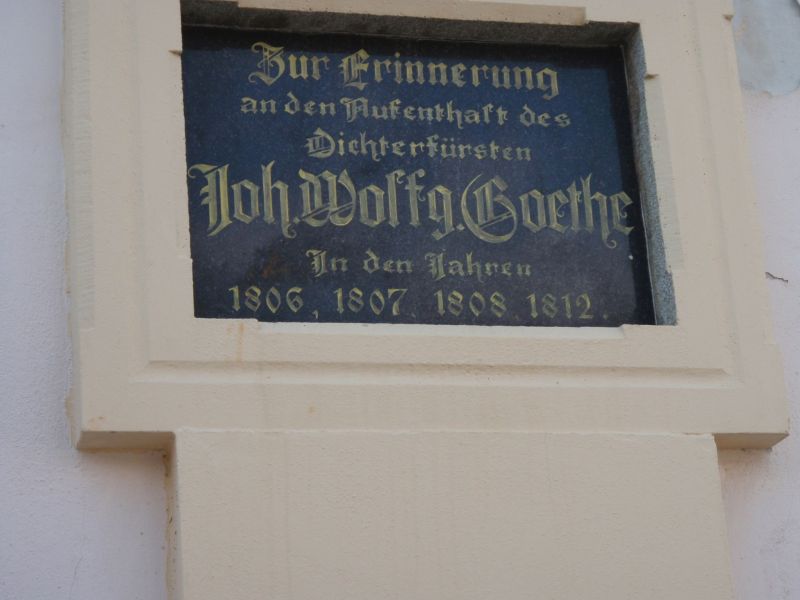 Zur Erinnerung
an den Aufenthalt des
Dichterfürsten
Joh. Wolfg. Goethe
In den Jahren
1806, 1807. 1808. 1812.